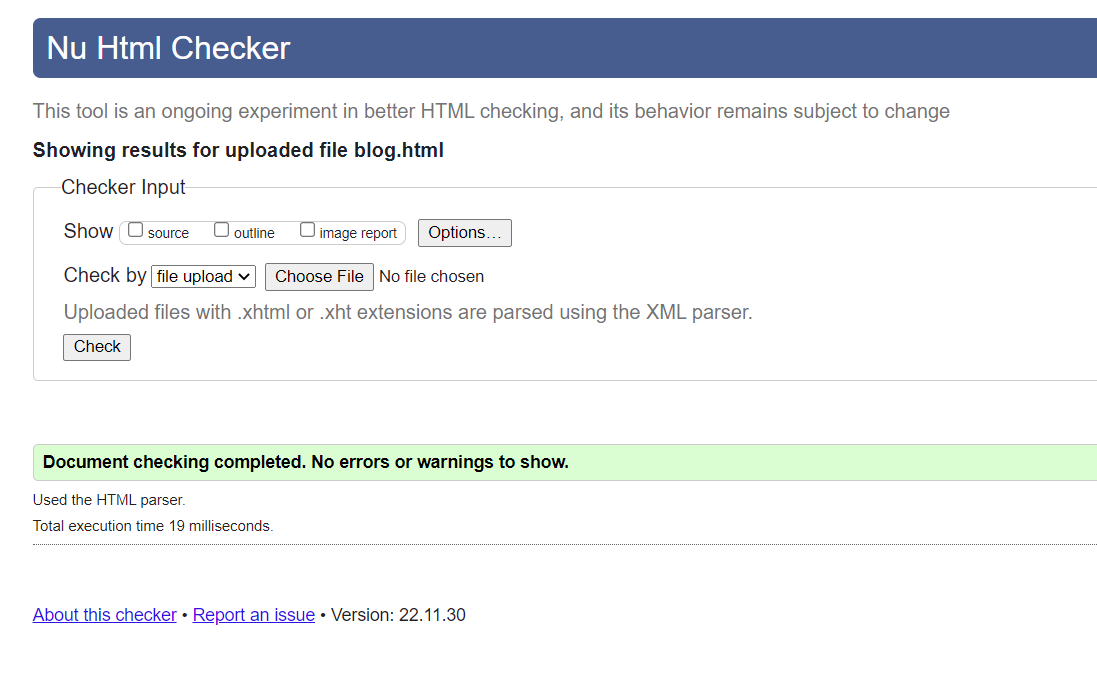 Nu Html Checker
This tool is an ongoing experiment in better HTML checking, and its behavior remains subject to change
Showing results for uploaded file blog.html
Checker Input
Show source outline image report Options...
Check by file upload Choose File No file chosen
Uploaded files with .xhtml or .xht extensions are parsed using the XML parser.
Check
Document checking completed. No errors or warnings to show.
Used the HTML parser.
Total execution time 19 milliseconds.
About this checker • Report an issue • Version: 22.11.30